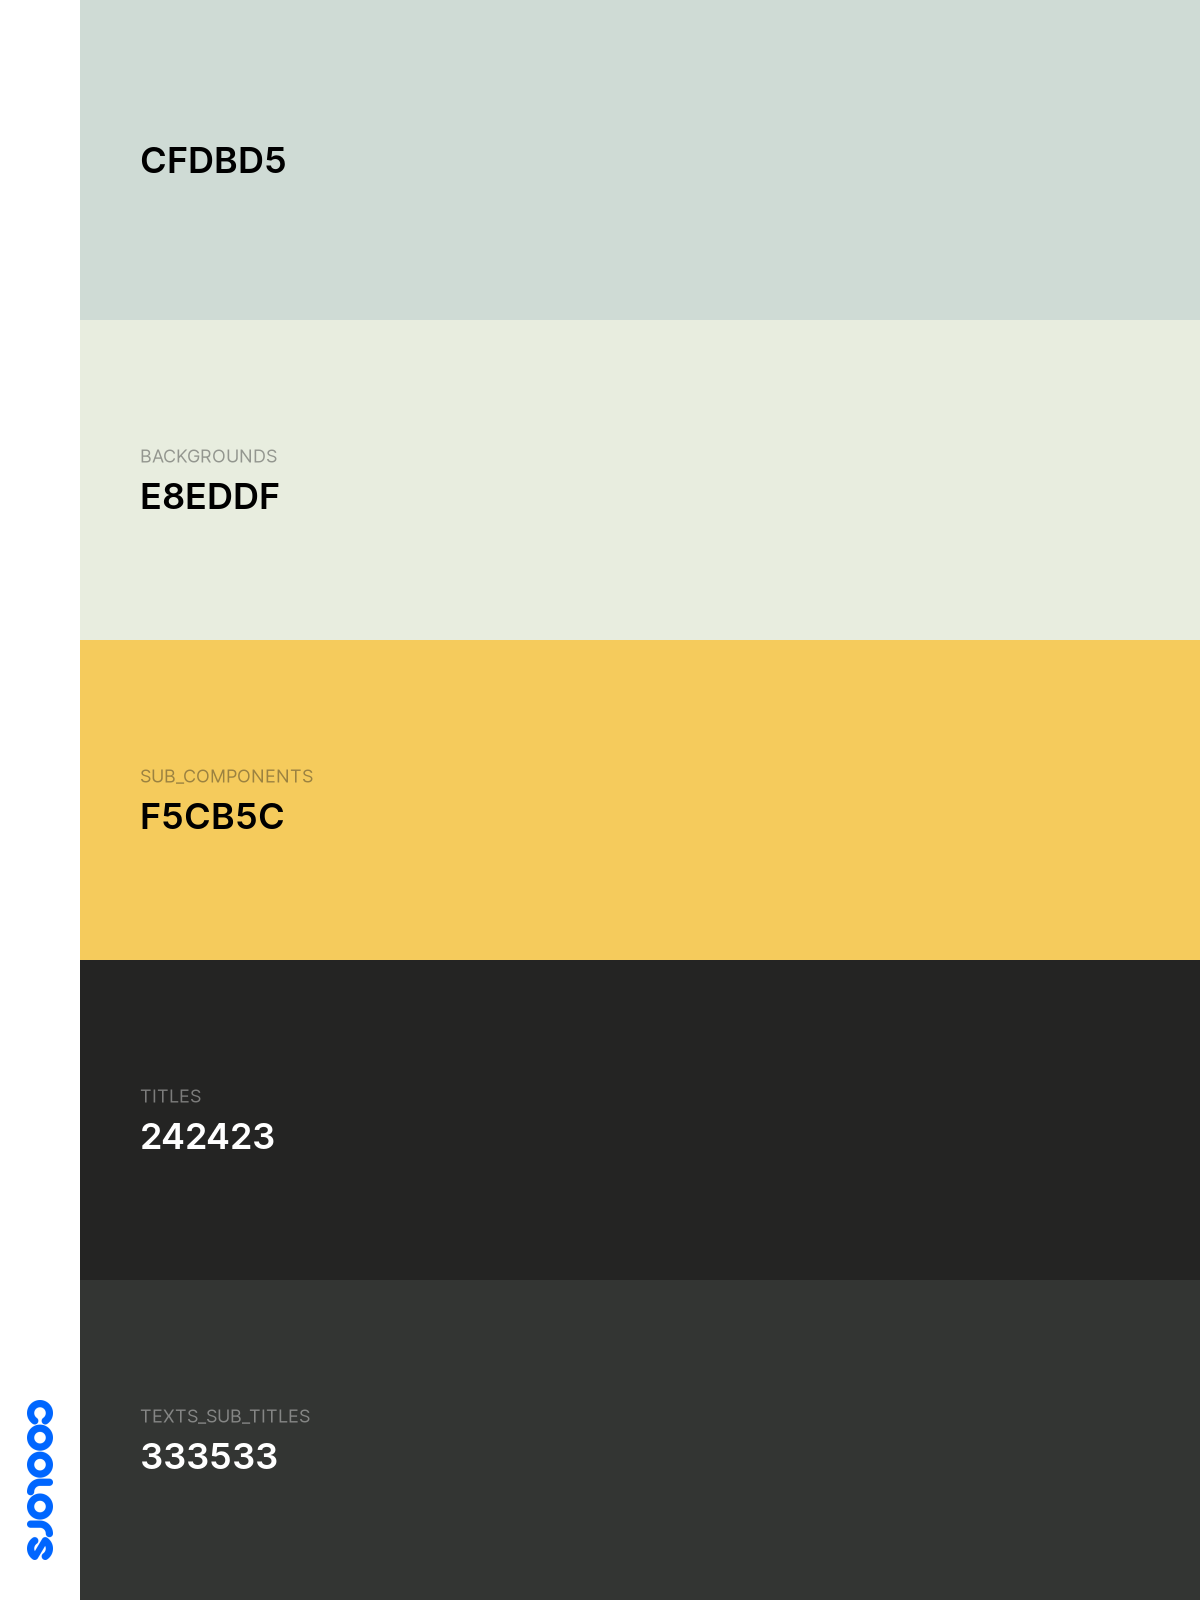 CFDBD5
BACKGROUNDS
E8EDDF
SUB_COMPONENTS
F5CB5C
TITLES
242423
TEXTS_SUB_TITLES
333533
coolors